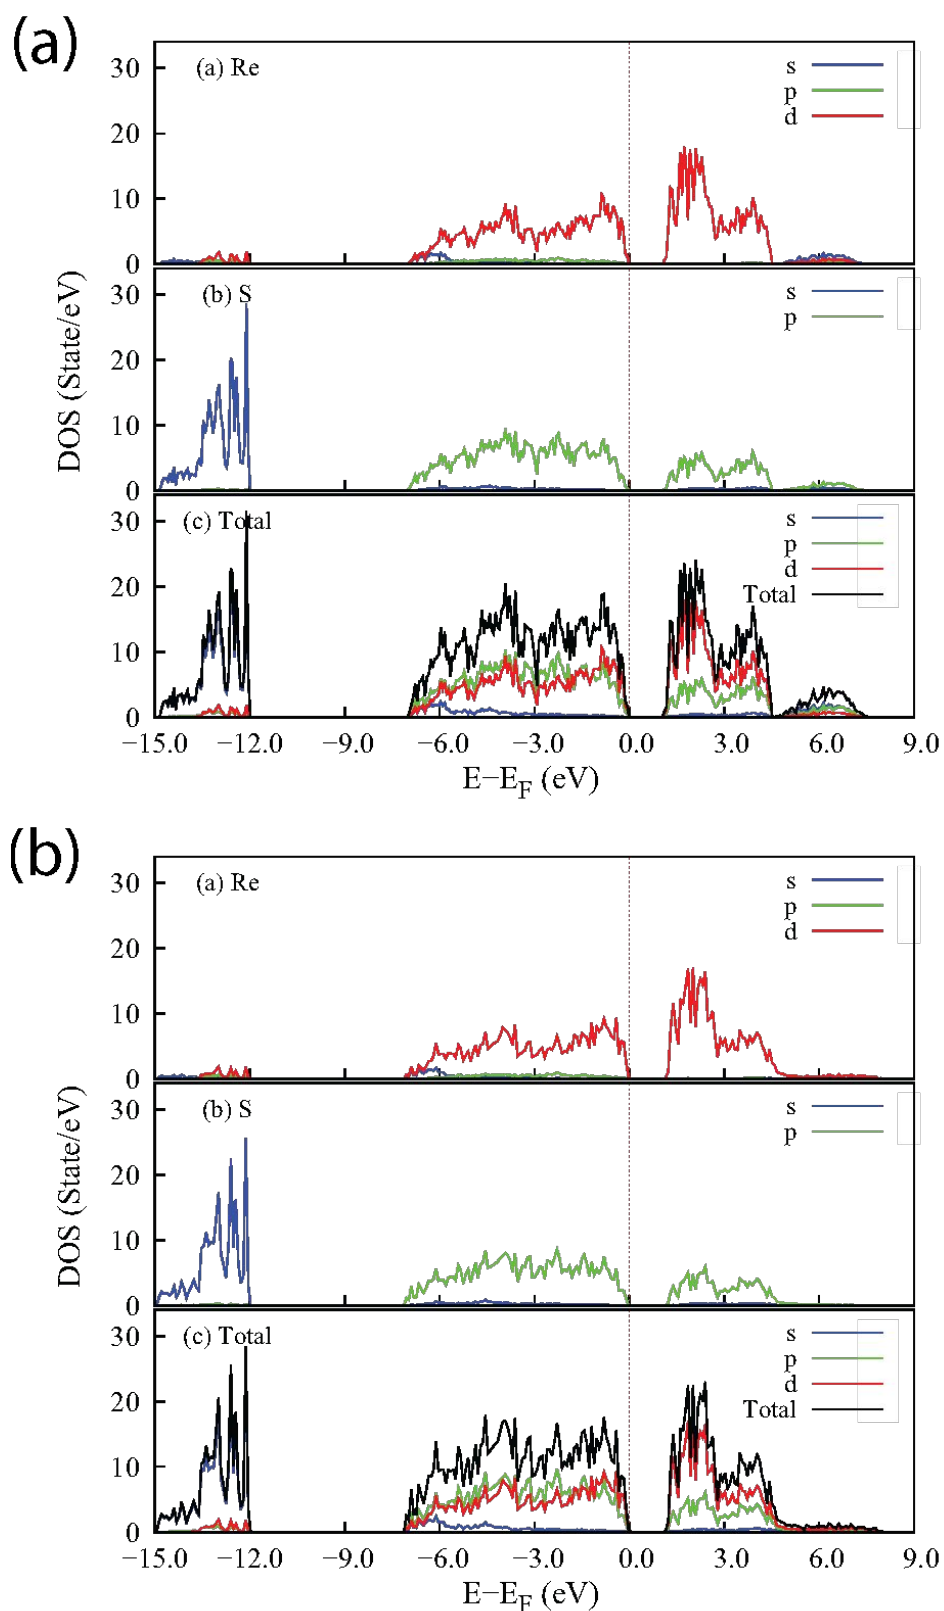 (a)
(a) Re
s
p
d
30
20
10
0
(b) S
s
p
30
20
10
0
DOS (State/eV)
(c) Total
s
p
d
Total
30
20
10
0
−15.0 −12.0 −9.0 −6.0 −3.0 0.0 3.0 6.0 9.0
E−E_F (eV)
(b)
(a) Re
s
p
d
30
20
10
0
(b) S
s
p
30
20
10
0
DOS (State/eV)
(c) Total
s
p
d
Total
30
20
10
0
−15.0 −12.0 −9.0 −6.0 −3.0 0.0 3.0 6.0 9.0
E−E_F (eV)